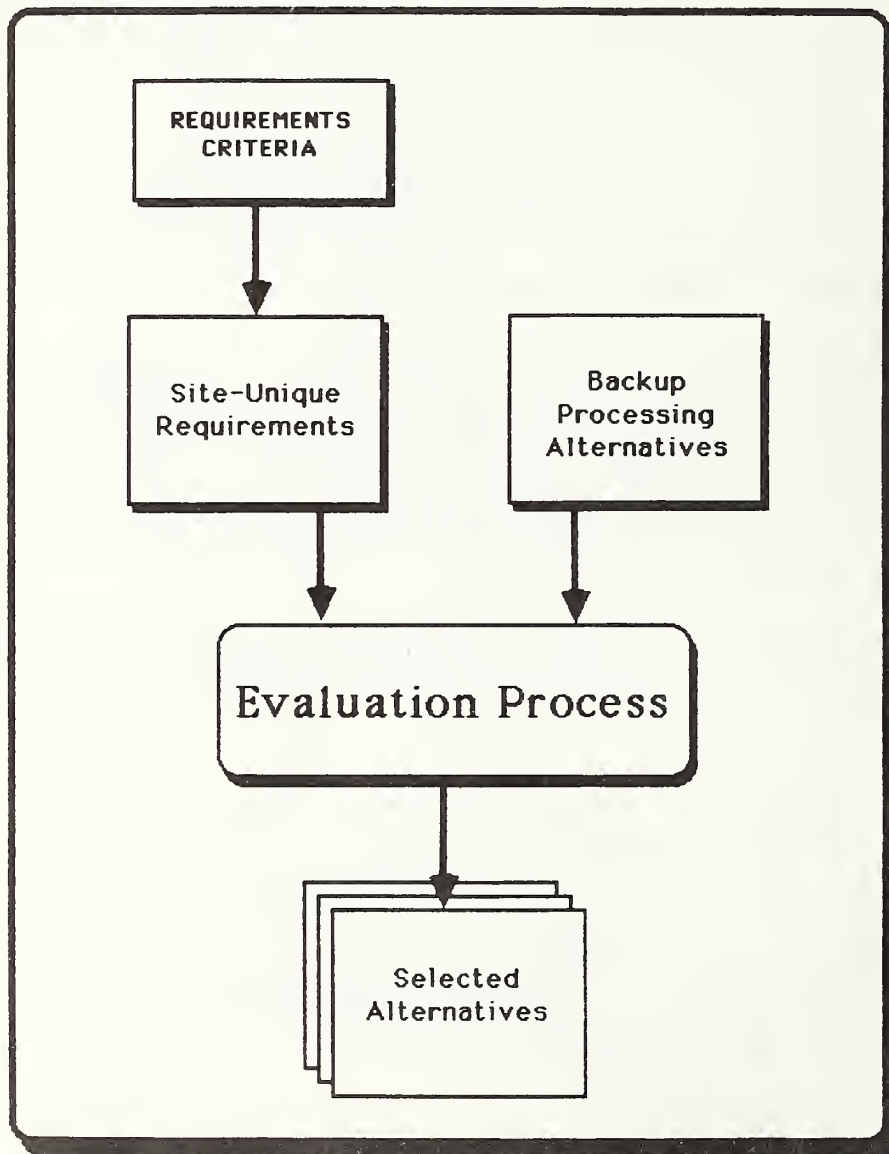 REQUIREMENTS
CRITERIA
Site-Unique
Requirements
Backup
Processing
Alternatives
Evaluation Process
Selected
Alternatives